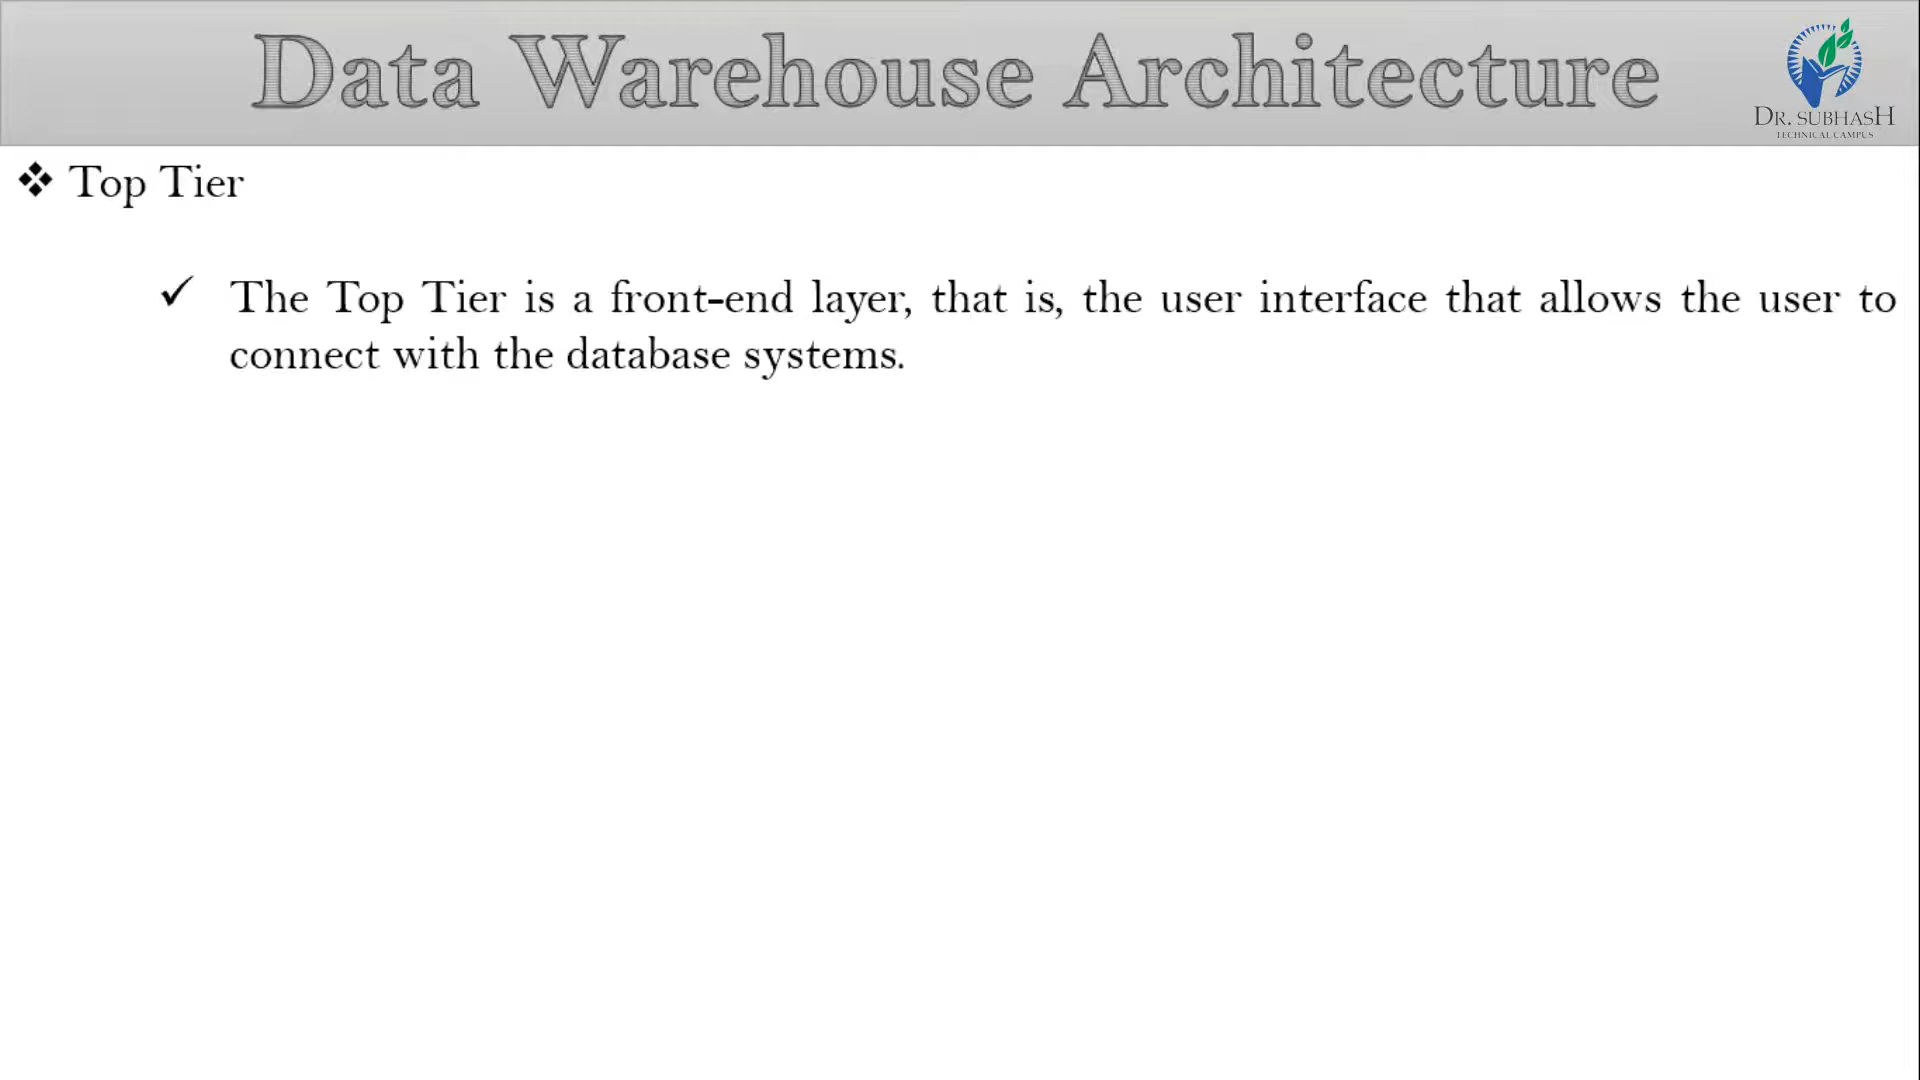 Data Warehouse Architecture
DR. SUBHASH
TECHNICAL CAMPUS
Top Tier
The Top Tier is a front-end layer, that is, the user interface that allows the user to
connect with the database systems.